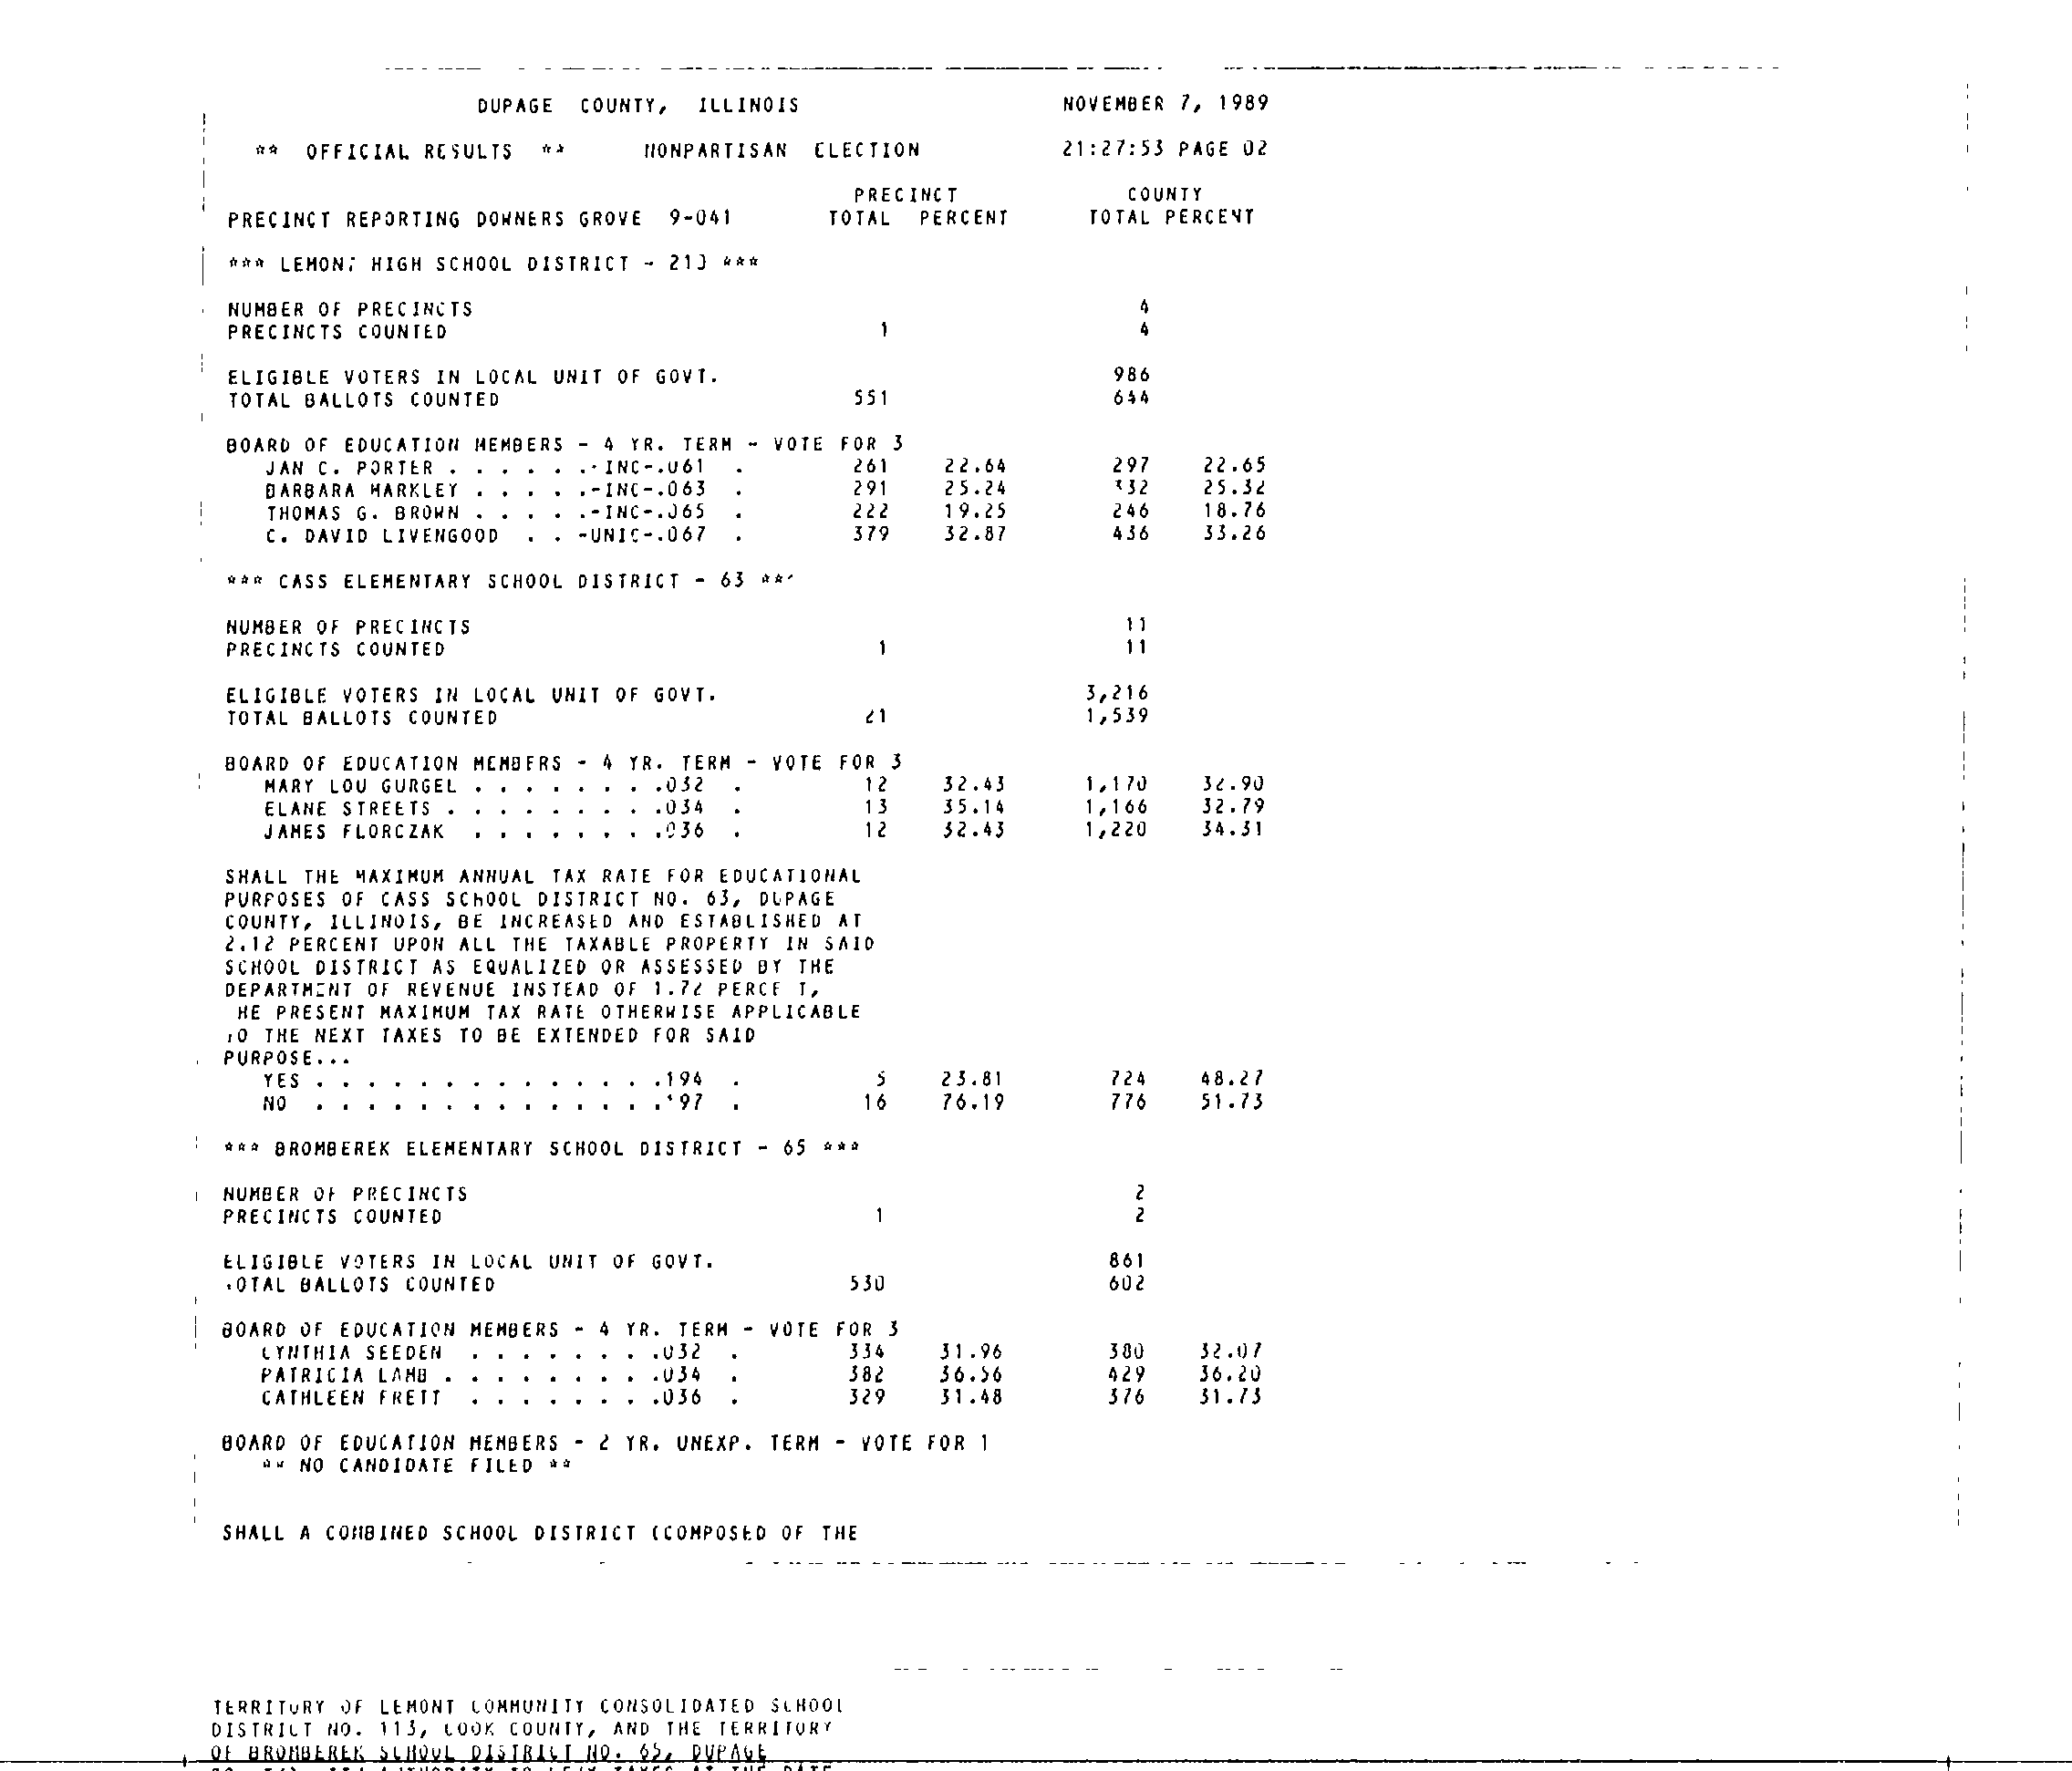 DUPAGE COUNTY, ILLINOIS NOVEMBER 7, 1989
** OFFICIAL RESULTS ** NONPARTISAN ELECTION 21:27:53 PAGE 02
PRECINCT COUNTY
PRECINCT REPORTING DOWNERS GROVE 9-041 TOTAL PERCENT TOTAL PERCENT
*** LEMONT HIGH SCHOOL DISTRICT - 210 ***
NUMBER OF PRECINCTS 4
PRECINCTS COUNTED 1 4
ELIGIBLE VOTERS IN LOCAL UNIT OF GOVT. 986
TOTAL BALLOTS COUNTED 551 644
BOARD OF EDUCATION MEMBERS - 4 YR. TERM - VOTE FOR 3
JAN C. PORTER . . . . . .-INC-.061 . 261 22.64 297 22.65
BARBARA MARKLEY . . . . .-INC-.063 . 291 25.24 332 25.32
THOMAS G. BROWN . . . . .-INC-.065 . 222 19.25 246 18.76
C. DAVID LIVENGOOD . . -UNIC-.067 . 379 32.87 436 33.26
*** CASS ELEMENTARY SCHOOL DISTRICT - 63 ***
NUMBER OF PRECINCTS 11
PRECINCTS COUNTED 1 11
ELIGIBLE VOTERS IN LOCAL UNIT OF GOVT. 3,216
TOTAL BALLOTS COUNTED 21 1,539
BOARD OF EDUCATION MEMBERS - 4 YR. TERM - VOTE FOR 3
MARY LOU GURGEL . . . . . . . .032 . 12 32.43 1,170 32.90
ELANE STREETS . . . . . . . . .034 . 13 35.14 1,166 32.79
JAMES FLORCZAK . . . . . . . .036 . 12 32.43 1,220 34.31
SHALL THE MAXIMUM ANNUAL TAX RATE FOR EDUCATIONAL
PURPOSES OF CASS SCHOOL DISTRICT NO. 63, DUPAGE
COUNTY, ILLINOIS, BE INCREASED AND ESTABLISHED AT
2.12 PERCENT UPON ALL THE TAXABLE PROPERTY IN SAID
SCHOOL DISTRICT AS EQUALIZED OR ASSESSED BY THE
DEPARTMENT OF REVENUE INSTEAD OF 1.72 PERCE T,
HE PRESENT MAXIMUM TAX RATE OTHERWISE APPLICABLE
TO THE NEXT TAXES TO BE EXTENDED FOR SAID
PURPOSE...
YES . . . . . . . . . . . . . .194 . 5 23.81 724 48.27
NO . . . . . . . . . . . . . .197 . 16 76.19 776 51.73
*** BROMBEREK ELEMENTARY SCHOOL DISTRICT - 65 ***
NUMBER OF PRECINCTS 2
PRECINCTS COUNTED 1 2
ELIGIBLE VOTERS IN LOCAL UNIT OF GOVT. 861
TOTAL BALLOTS COUNTED 530 602
BOARD OF EDUCATION MEMBERS - 4 YR. TERM - VOTE FOR 3
CYNTHIA SEEDEN . . . . . . . .032 . 334 31.96 380 32.07
PATRICIA LAMB . . . . . . . . .034 . 382 36.56 429 36.20
CATHLEEN FRETT . . . . . . . .036 . 329 31.48 376 31.73
BOARD OF EDUCATION MEMBERS - 2 YR. UNEXP. TERM - VOTE FOR 1
** NO CANDIDATE FILED **
SHALL A COMBINED SCHOOL DISTRICT (COMPOSED OF THE
TERRITORY OF LEMONT COMMUNITY CONSOLIDATED SCHOOL
DISTRICT NO. 113, COOK COUNTY, AND THE TERRITORY
OF BROMBEREK SCHOOL DISTRICT NO. 65, DUPAGE
AUTHORITY TO LEVY TAXES AT THE RATE